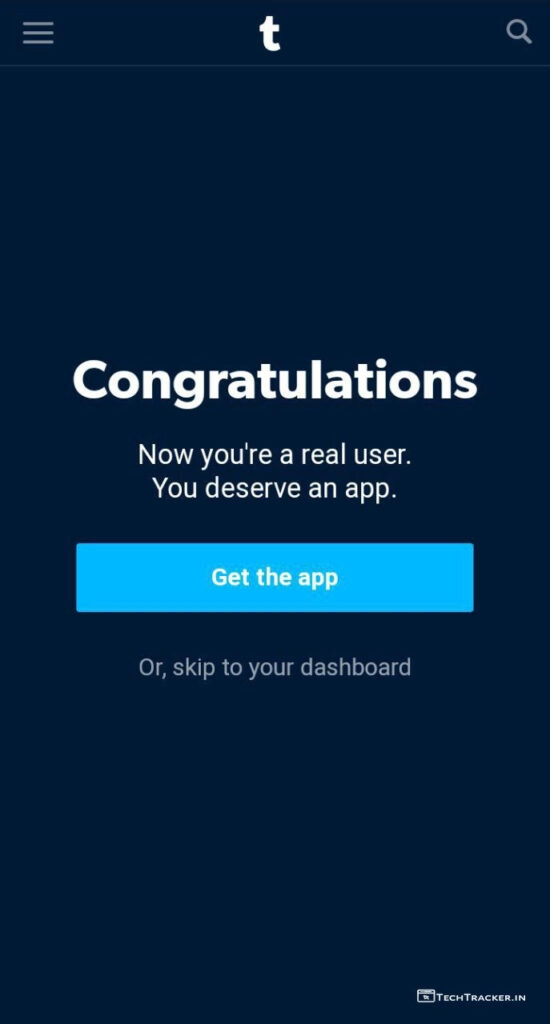 t
Congratulations
Now you're a real user.
You deserve an app.
Get the app
Or, skip to your dashboard
TECHTRACKER.IN